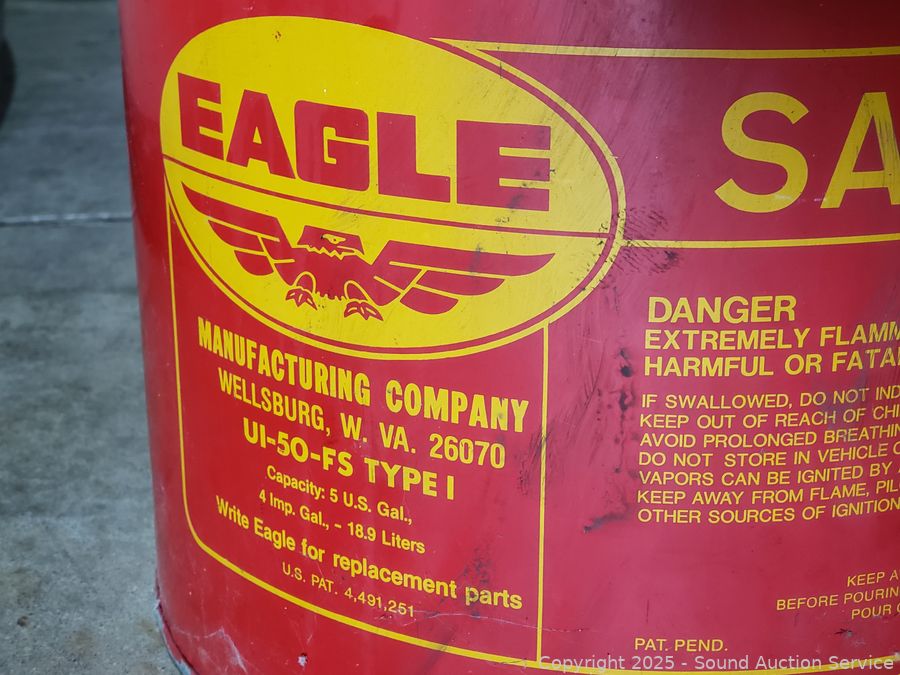 EAGLE
MANUFACTURING COMPANY
WELLSBURG, W. VA. 26070
UI-50-FS TYPE I
Capacity: 5 U.S. Gal.,
4 Imp. Gal., - 18.9 Liters
Write Eagle for replacement parts
U.S. PAT. 4,491,251
SA
DANGER
EXTREMELY FLAMM
HARMFUL OR FATA
IF SWALLOWED, DO NOT IND
KEEP OUT OF REACH OF CHI
AVOID PROLONGED BREATHIN
DO NOT STORE IN VEHICLE O
VAPORS CAN BE IGNITED BY A
KEEP AWAY FROM FLAME, PIL
OTHER SOURCES OF IGNITION
KEEP A
BEFORE POURIN
POUR
PAT. PEND.
Copyright 2025 - Sound Auction Service